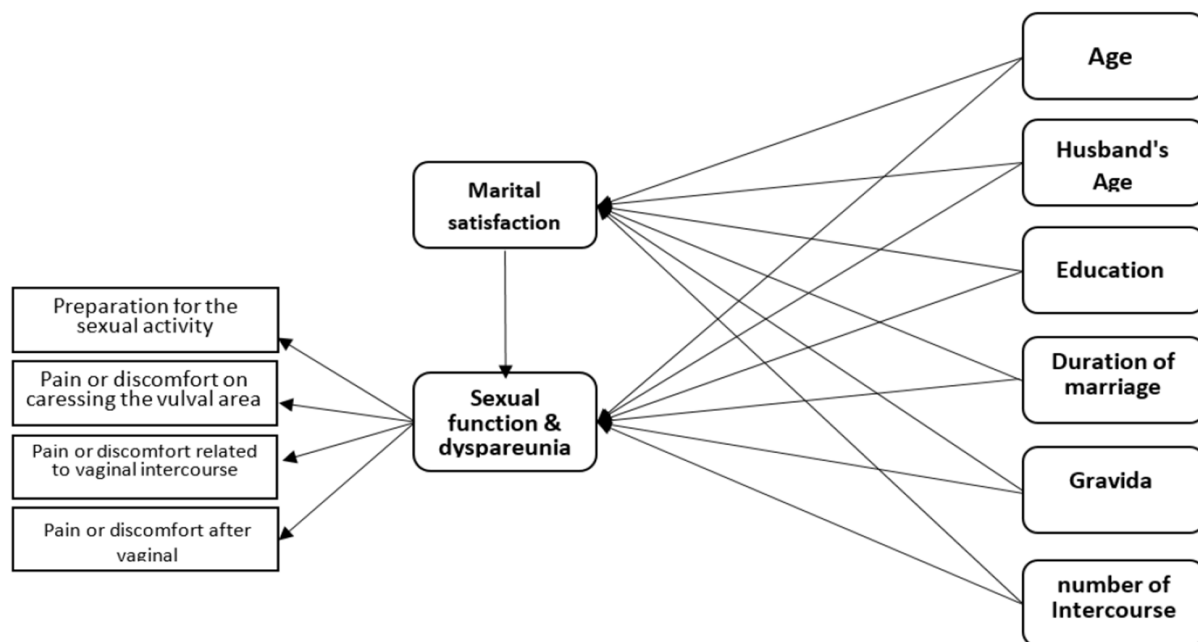 Age
Husband's
Age
Marital
satisfaction
Education
Preparation for the
sexual activity
Pain or discomfort on
caressing the vulval area
Pain or discomfort related
to vaginal intercourse
Pain or discomfort after
vaginal
Sexual
function &
dyspareunia
Duration of
marriage
Gravida
number of
Intercourse